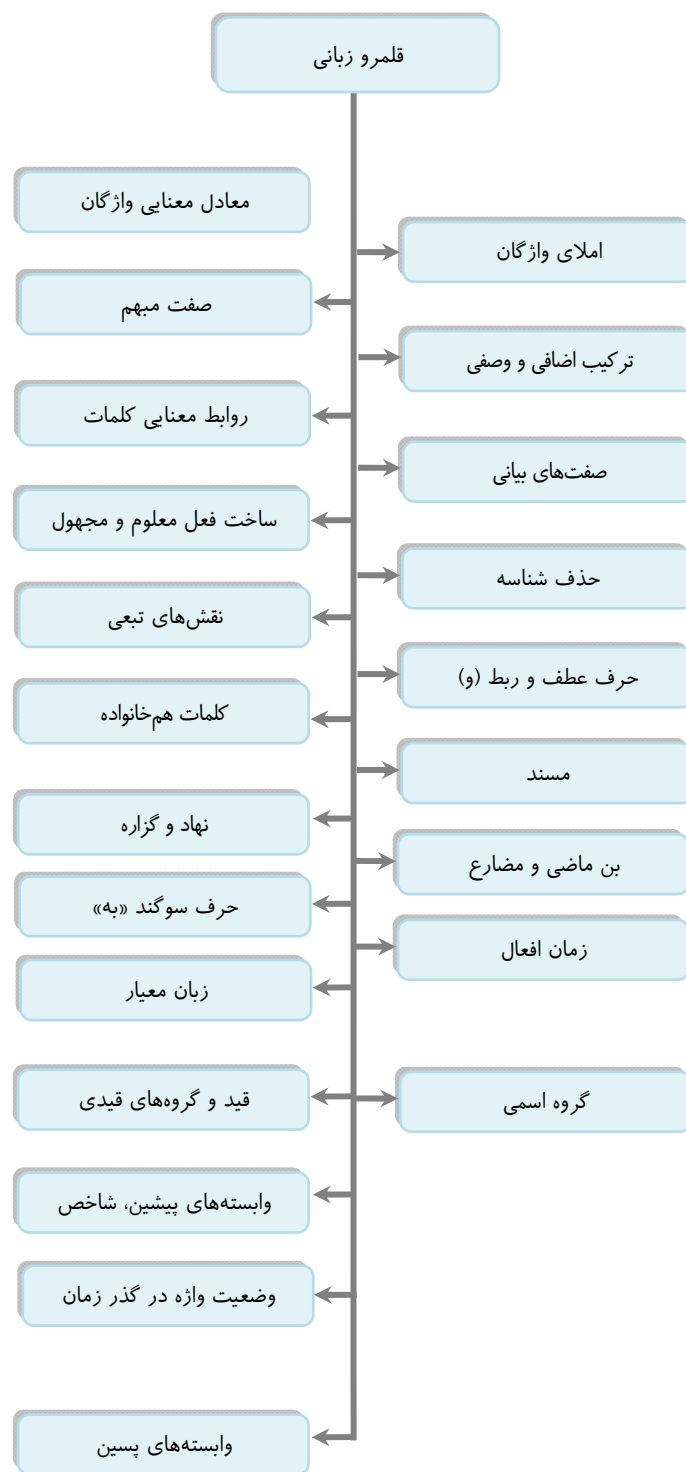 قلمرو زبانی
معادل معنایی واژگان
املای واژگان
صفت مبهم
ترکیب اضافی و وصفی
روابط معنایی کلمات
صفت‌های بیانی
ساخت فعل معلوم و مجهول
حذف شناسه
نقش‌های تبعی
حرف عطف و ربط (و)
کلمات هم‌خانواده
مسند
نهاد و گزاره
بن ماضی و مضارع
حرف سوگند «به»
زمان افعال
زبان معیار
گروه اسمی
قید و گروه‌های قیدی
وابسته‌های پیشین، شاخص
وضعیت واژه در گذر زمان
وابسته‌های پسین